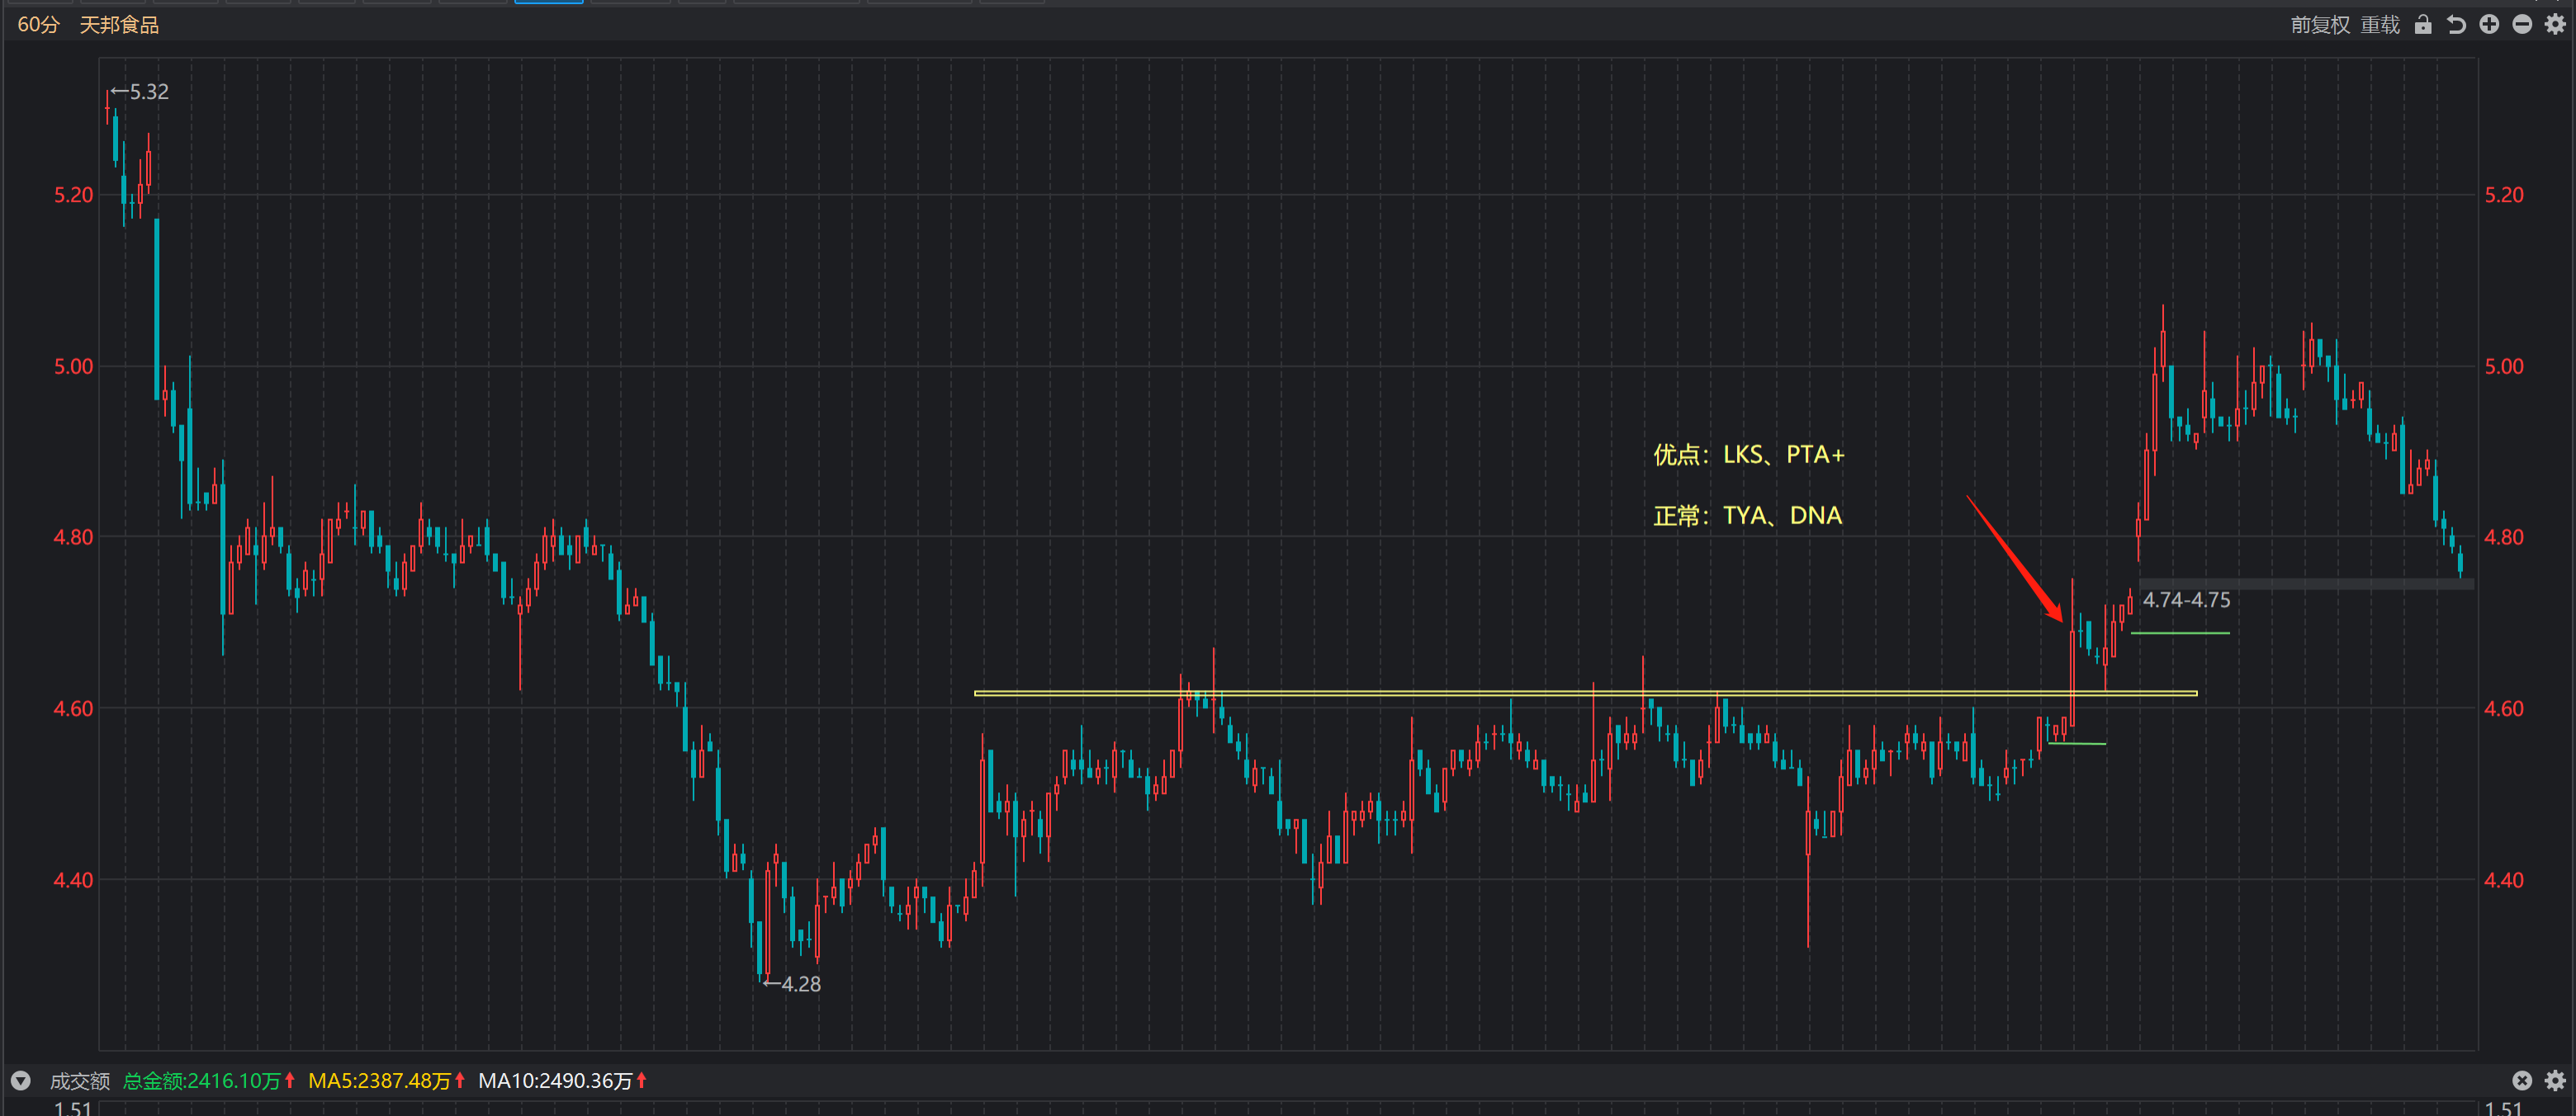 60分 天邦食品
前复权 重载
←5.32
5.20 5.20
5.00 5.00
优点：LKS、PTA+
正常：TYA、DNA
4.80 4.80
4.74-4.75
4.60 4.60
4.40 4.40
←4.28
成交额 总金额:2416.10万 MA5:2387.48万 MA10:2490.36万
1.51 1.51